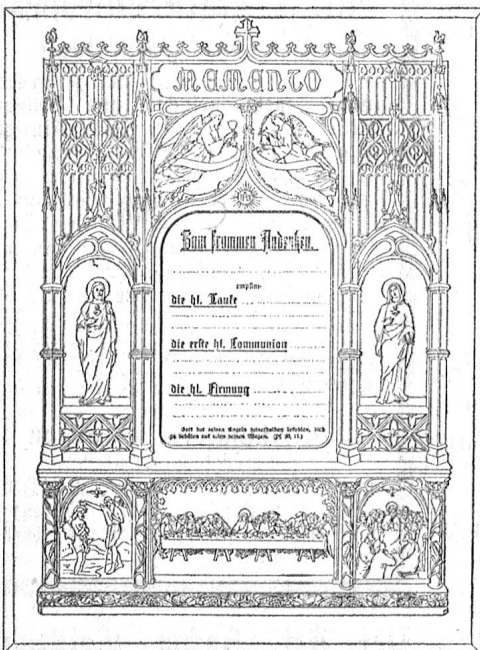 MEMENTO
Zum frommen Andenken.
empfing
die hl. Taufe
die erste hl. Communion
die hl. Firmung
Gott hat seinen Engeln deinethalben befohlen, dich
zu behüten auf allen deinen Wegen. (Ps. 90, 11.)